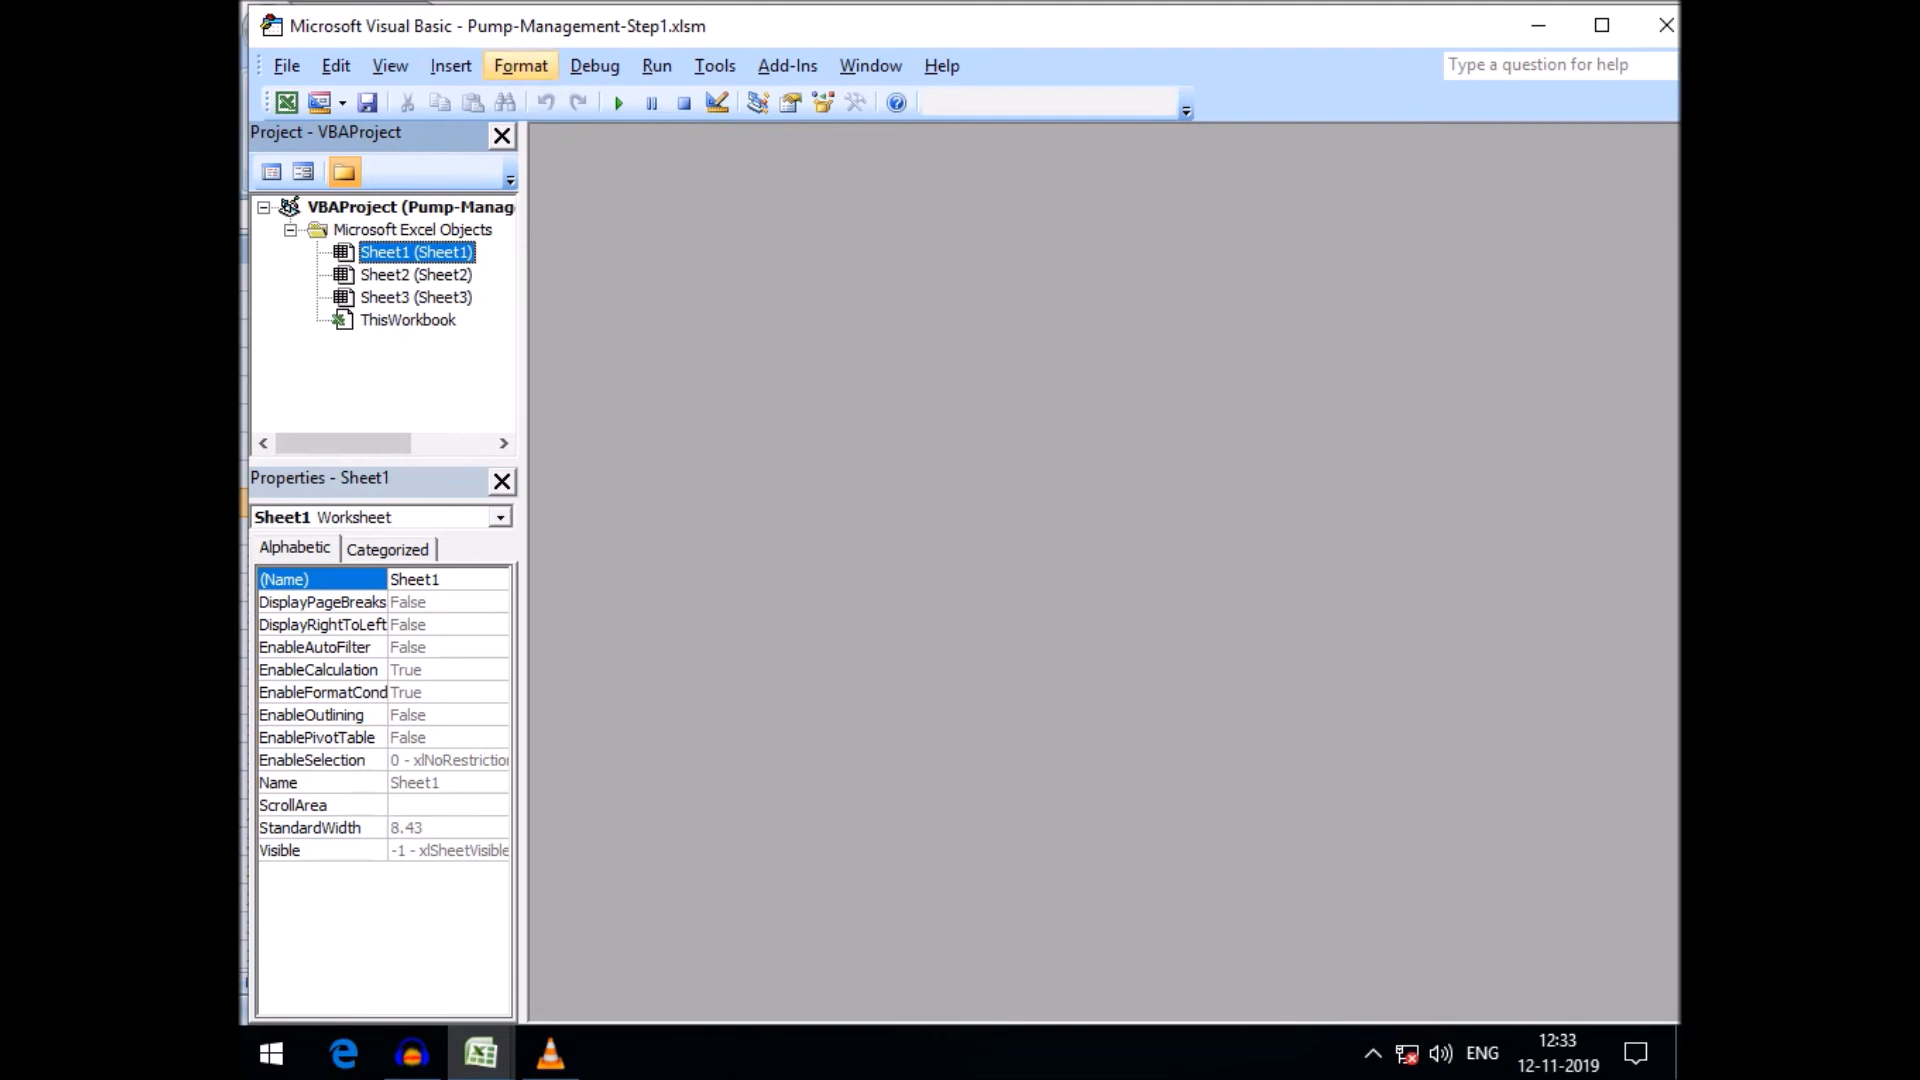 Microsoft Visual Basic - Pump-Management-Step1.xlsm
File Edit View Insert Format Debug Run Tools Add-Ins Window Help
Type a question for help
Project - VBAProject
VBAProject (Pump-Manag
Microsoft Excel Objects
Sheet1 (Sheet1)
Sheet2 (Sheet2)
Sheet3 (Sheet3)
ThisWorkbook
Properties - Sheet1
Sheet1 Worksheet
Alphabetic Categorized
(Name) Sheet1
DisplayPageBreaks False
DisplayRightToLeft False
EnableAutoFilter False
EnableCalculation True
EnableFormatCond True
EnableOutlining False
EnablePivotTable False
EnableSelection 0 - xlNoRestriction
Name Sheet1
ScrollArea
StandardWidth 8.43
Visible -1 - xlSheetVisible
ENG
12:33
12-11-2019